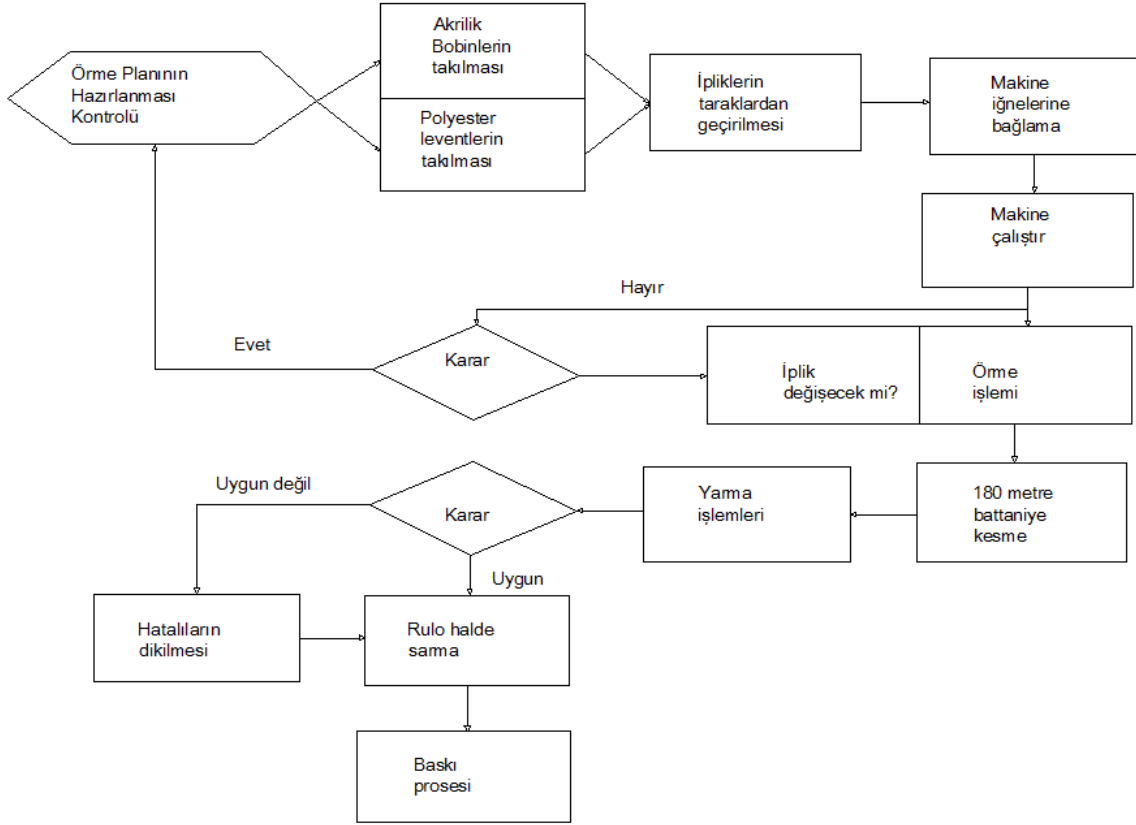 Örme Planının
Hazırlanması
Kontrolü
Akrilik
Bobinlerin
takılması
Polyester
leventlerin
takılması
İpliklerin
taraklardan
geçirilmesi
Makine
iğnelerine
bağlama
Makine
çalıştır
Hayır
Evet
Karar
İplik
değişecek mi?
Örme
işlemi
Uygun değil
Karar
Yarma
işlemleri
180 metre
battaniye
kesme
Uygun
Hatalıların
dikilmesi
Rulo halde
sarma
Baskı
prosesi